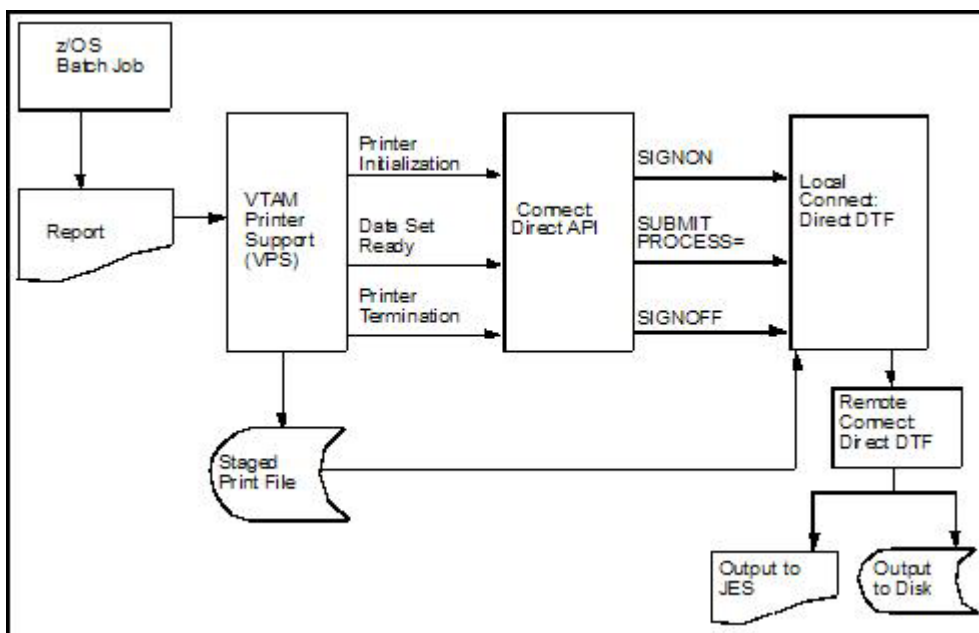 z/OS
Batch Job
Report
VTAM
Printer
Support
(VPS)
Printer
Initialization
Data Set
Ready
Printer
Termination
Connect
Direct API
SIGNON
SUBMIT
PROCESS=
SIGNOFF
Local
Connect:
Direct DTF
Staged
Print File
Remote
Connect
Direct DTF
Output to
JES
Output
to Disk